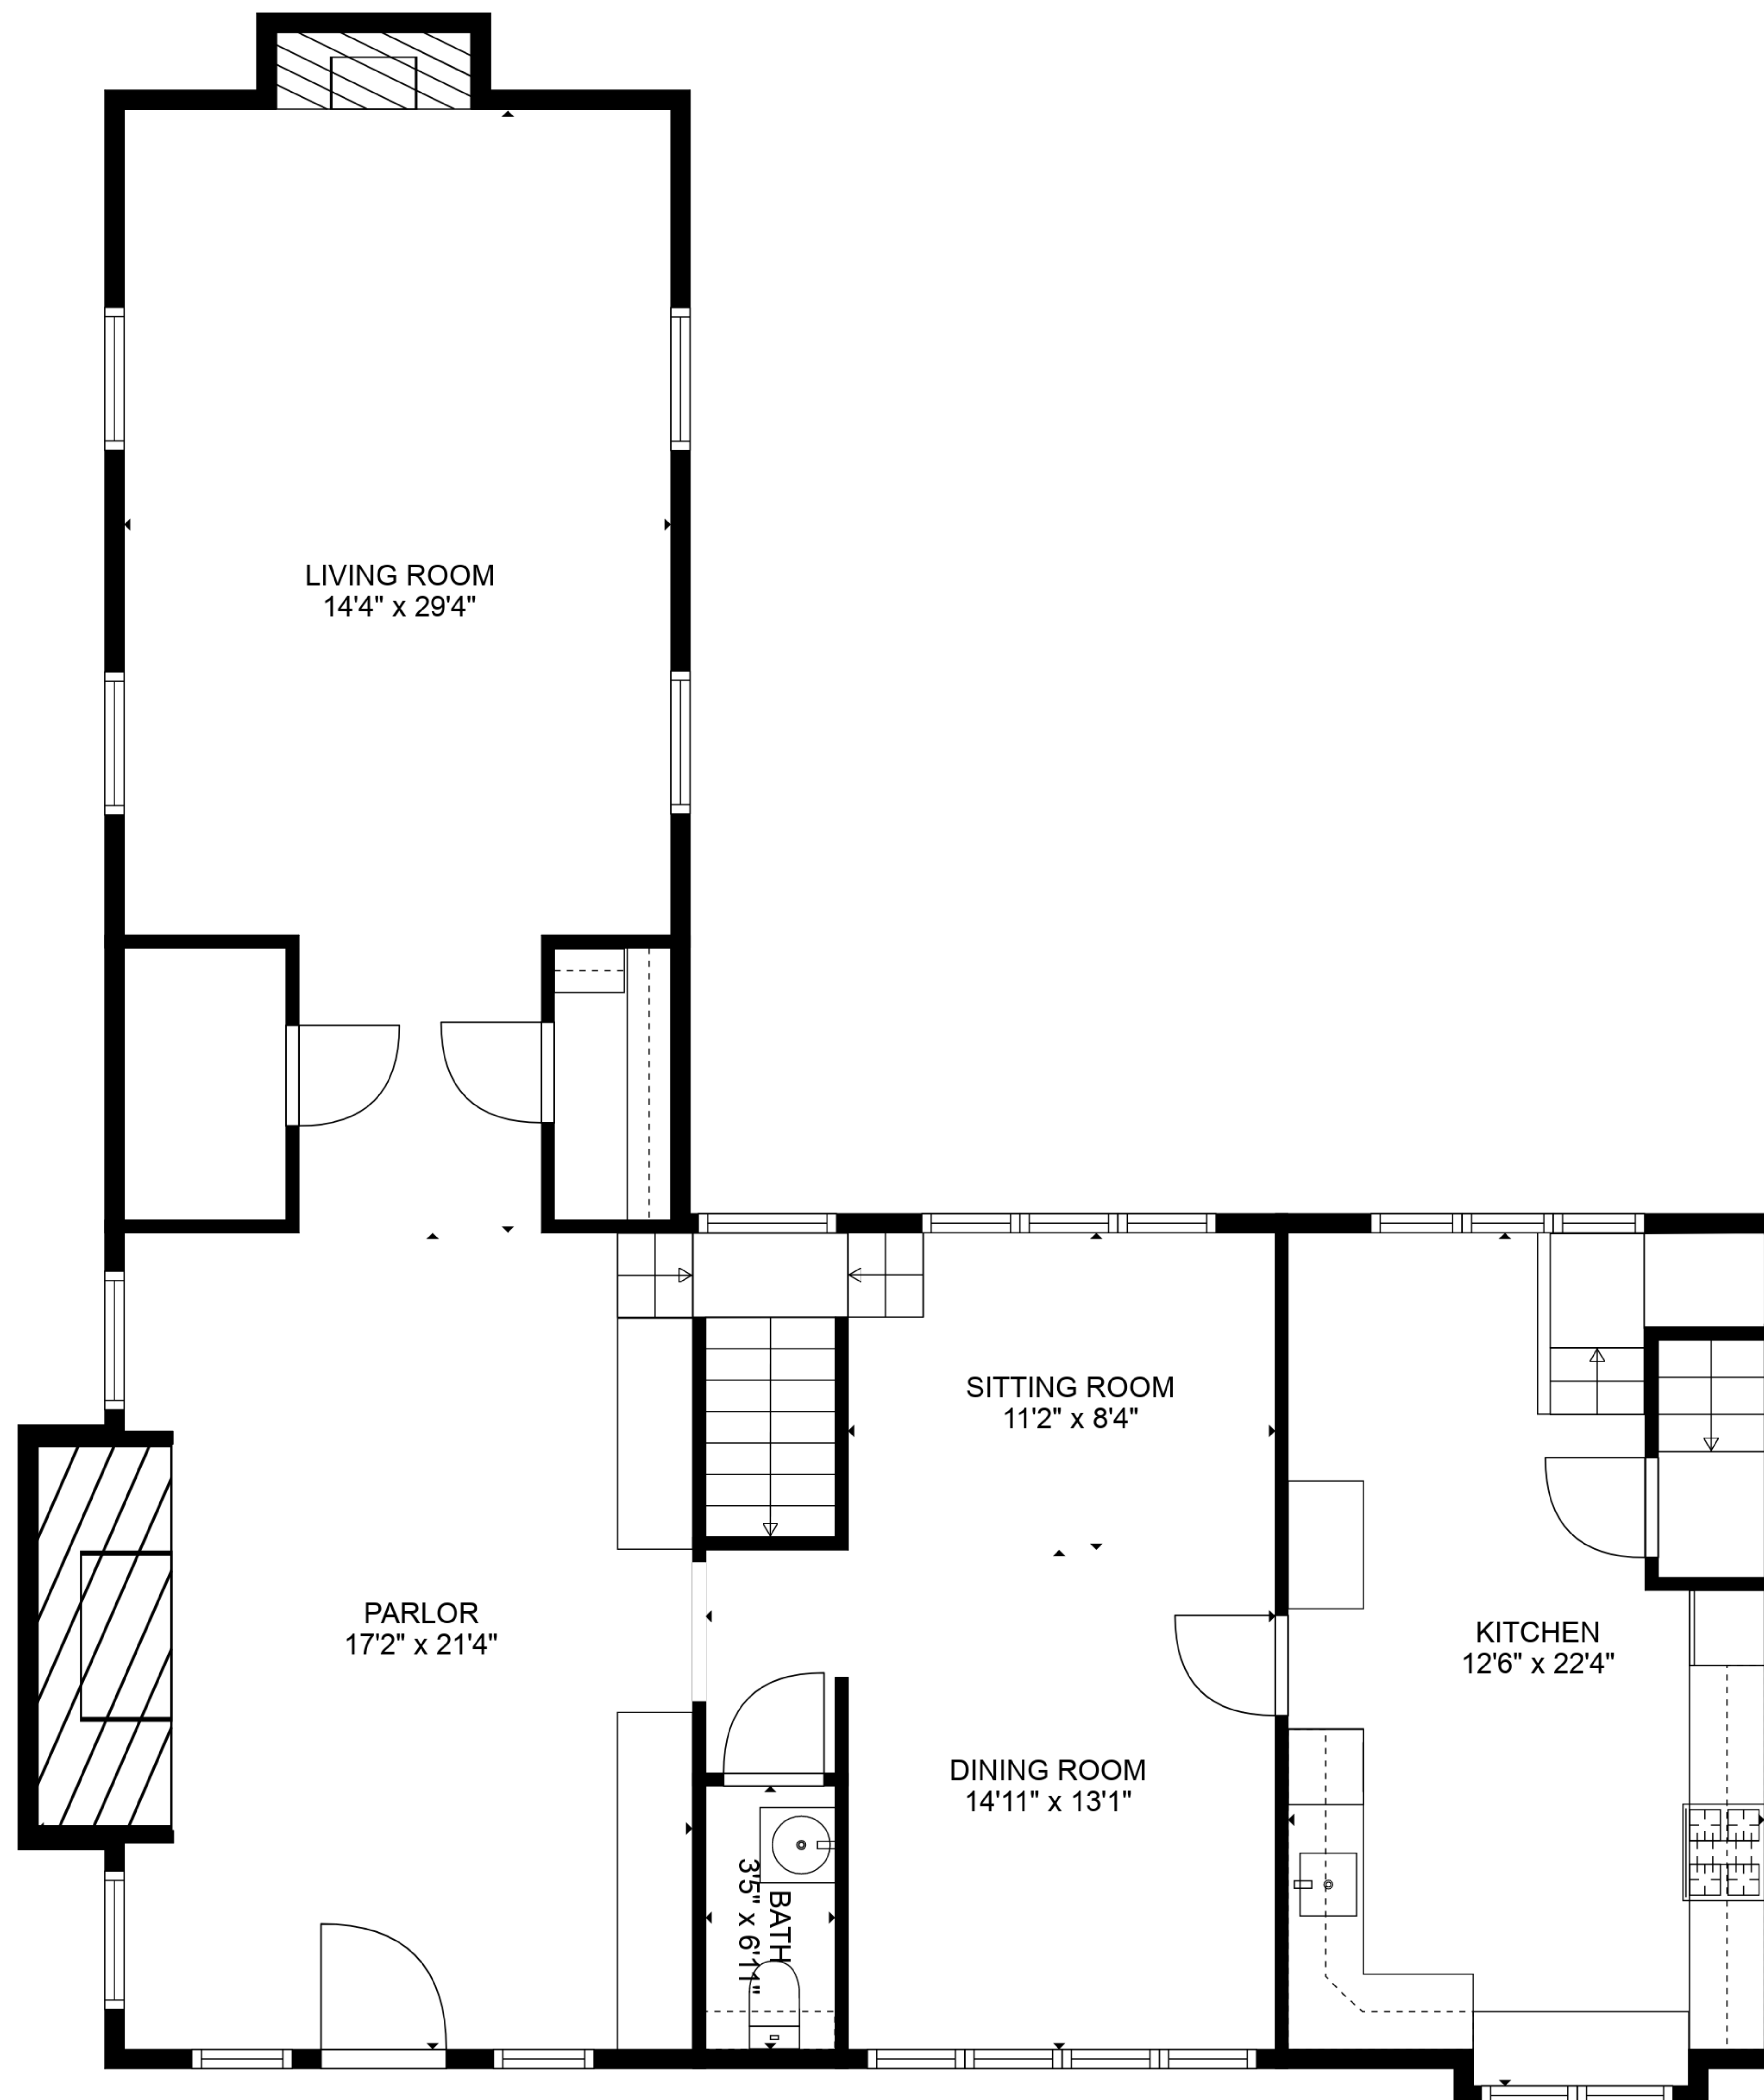 LIVING ROOM
14'4" x 29'4"
SITTING ROOM
11'2" x 8'4"
PARLOR
17'2" x 21'4"
KITCHEN
12'6" x 22'4"
DINING ROOM
14'11" x 13'1"
BATH
3'5" x 6'11"